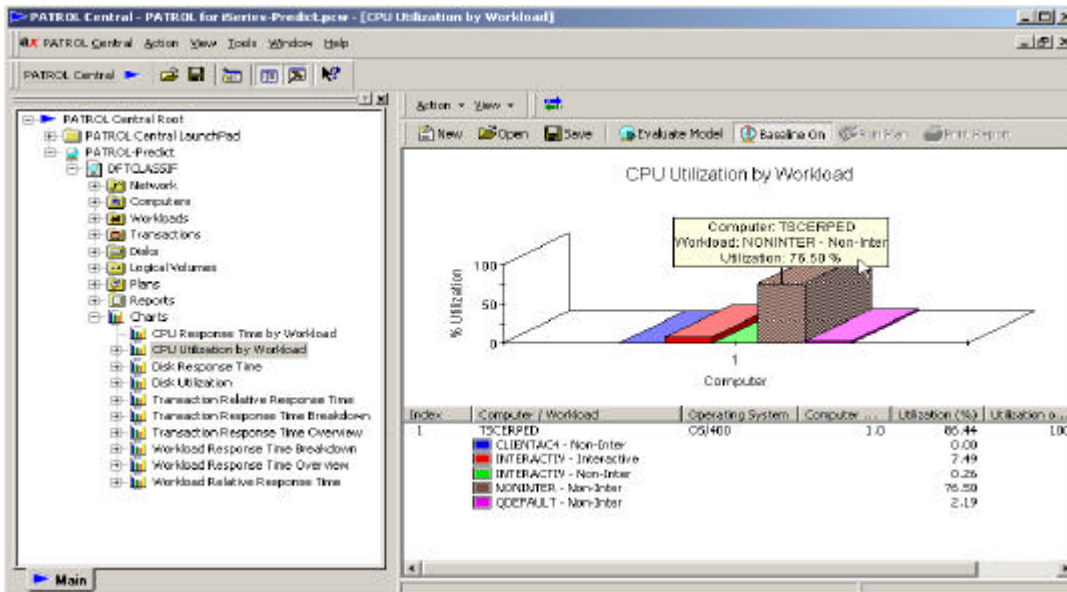 PATROL Central - PATROL for iSeries-Predict.pcw - [CPU Utilization by Workload]
PATROL Central Action View Tools Window Help
PATROL Central
PATROL Central Root
PATROL Central LaunchPad
PATROL-Predict
DFTCLASSIF
Network
Computers
Workloads
Transactions
Disks
Logical Volumes
Plans
Reports
Charts
CPU Response Time by Workload
CPU Utilization by Workload
Disk Response Time
Disk Utilization
Transaction Relative Response Time
Transaction Response Time Breakdown
Transaction Response Time Overview
Workload Response Time Breakdown
Workload Response Time Overview
Workload Relative Response Time
Main
Action View
New Open Save Evaluate Model Baseline On Run Plan Print Report
CPU Utilization by Workload
Computer: TSCERPED
Workload: NONINTER - Non-Inter
Utilization: 76.50 %
% Utilization
100
50
0
1
Computer
Index Computer / Workload Operating System Computer ... Utilization (%) Utilization o...
1 TSCERPED OS/400 1.0 86.44 100
CLIENTAC4 - Non-Inter 0.00
INTERACTIV - Interactive 7.49
INTERACTIV - Non-Inter 0.26
NONINTER - Non-Inter 76.50
QDEFAULT - Non-Inter 2.19